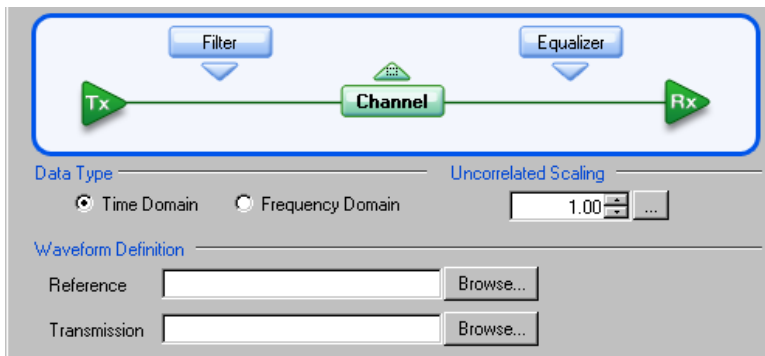 Filter
Equalizer
Tx
Channel
Rx
Data Type
Uncorrelated Scaling
Time Domain
Frequency Domain
1.00
...
Waveform Definition
Reference
Browse...
Transmission
Browse...